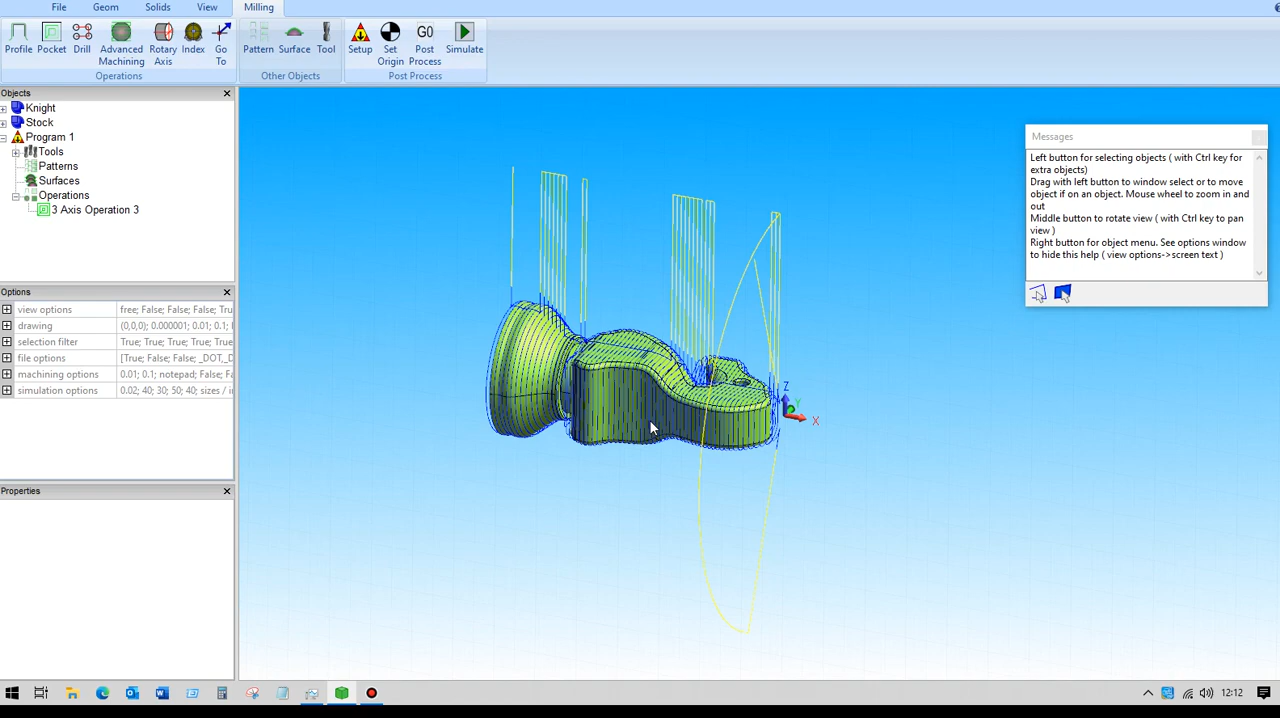 File Geom Solids View Milling
Profile Pocket Drill Advanced Machining Rotary Axis Index Go To
Operations
Pattern Surface Tool
Other Objects
Setup Set Origin G0 Post Process Simulate
Post Process
Objects
Knight
Stock
Program 1
Tools
Patterns
Surfaces
Operations
3 Axis Operation 3
Options
view options free; False; False; False; Tru
drawing (0,0,0); 0.000001; 0.01; 0.1;
selection filter True; True; True; True; True;
file options [True; False; False; _DOT,_D
machining options 0.01; 0.1; notepad; False; Fa
simulation options 0.02; 40; 30; 50; 40; sizes / i
Properties
Messages
Left button for selecting objects ( with Ctrl key for
extra objects)
Drag with left button to window select or to move
object if on an object. Mouse wheel to zoom in and
out
Middle button to rotate view ( with Ctrl key to pan
view )
Right button for object menu. See options window
to hide this help ( view options->screen text )
Z
Y
X
12:12